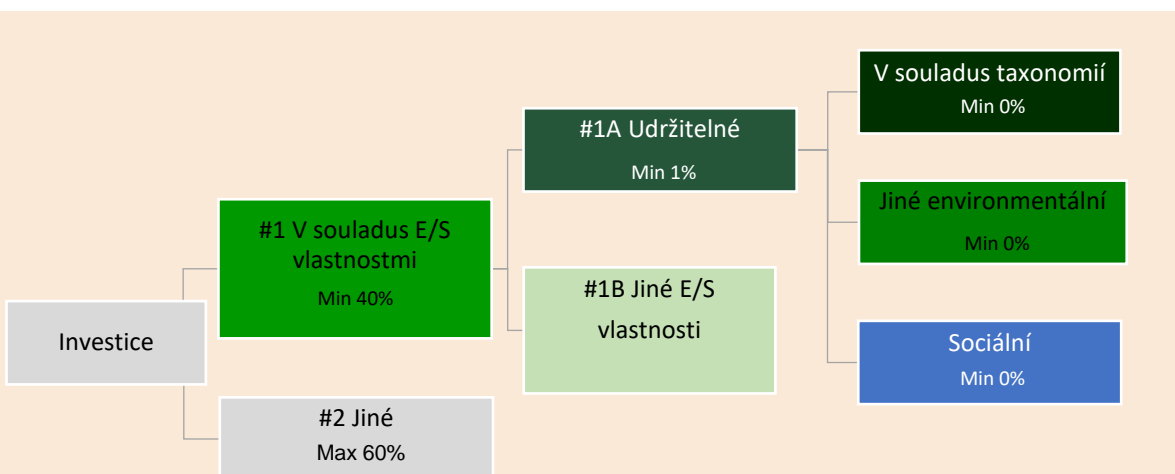 Investice
#1 V souladus E/S
vlastnostmi
Min 40%
#2 Jiné
Max 60%
#1A Udržitelné
Min 1%
#1B Jiné E/S
vlastnosti
V souladus taxonomií
Min 0%
Jiné environmentální
Min 0%
Sociální
Min 0%